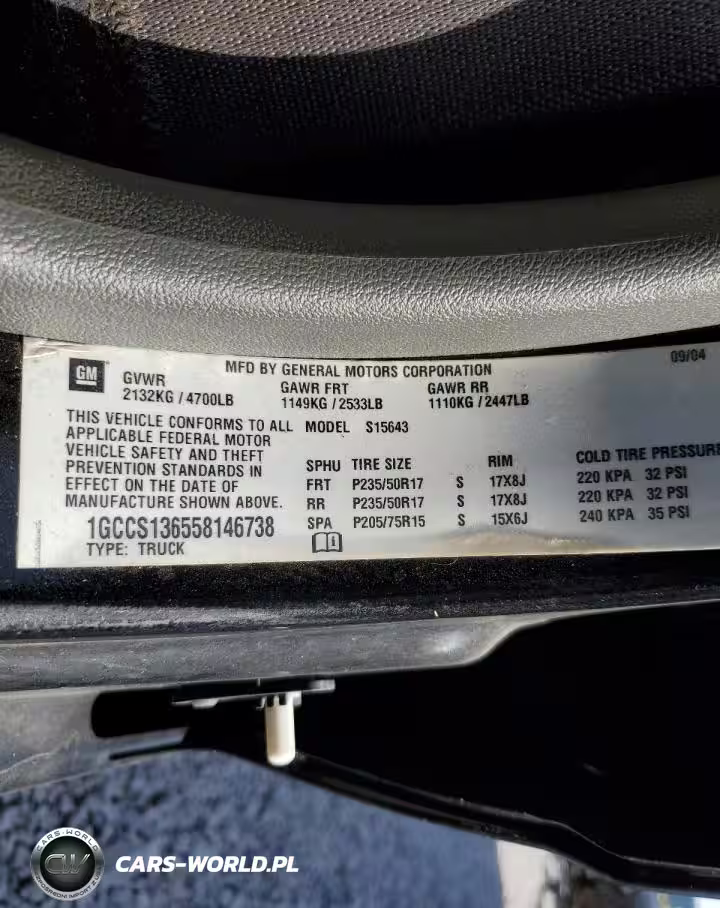 GM
MFD BY GENERAL MOTORS CORPORATION
09/04
GVWR GAWR FRT GAWR RR
2132KG / 4700LB 1149KG / 2533LB 1110KG / 2447LB
THIS VEHICLE CONFORMS TO ALL
APPLICABLE FEDERAL MOTOR
VEHICLE SAFETY AND THEFT
PREVENTION STANDARDS IN
EFFECT ON THE DATE OF
MANUFACTURE SHOWN ABOVE.
1GCCS136558146738
TYPE: TRUCK
MODEL S15643
SPHU TIRE SIZE RIM COLD TIRE PRESSURE
FRT P235/50R17 S 17X8J 220 KPA 32 PSI
RR P235/50R17 S 17X8J 220 KPA 32 PSI
SPA P205/75R15 S 15X6J 240 KPA 35 PSI
CARS-WORLD
CW
CARS-WORLD.PL